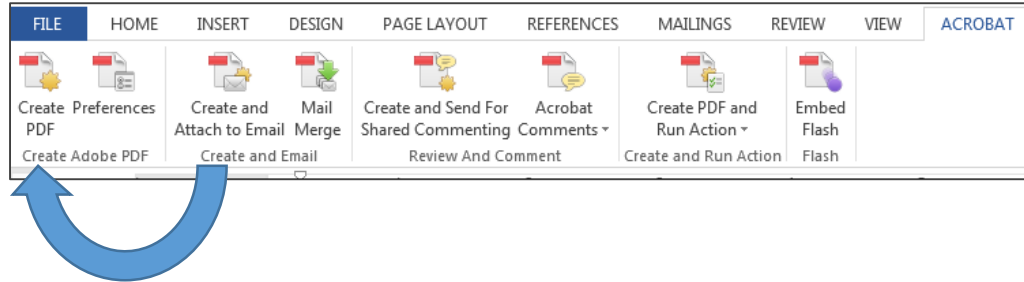 FILE HOME INSERT DESIGN PAGE LAYOUT REFERENCES MAILINGS REVIEW VIEW ACROBAT
Create Preferences Create and Mail Create and Send For Acrobat Create PDF and Embed
PDF Attach to Email Merge Shared Commenting Comments Run Action Flash
Create Adobe PDF Create and Email Review And Comment Create and Run Action Flash